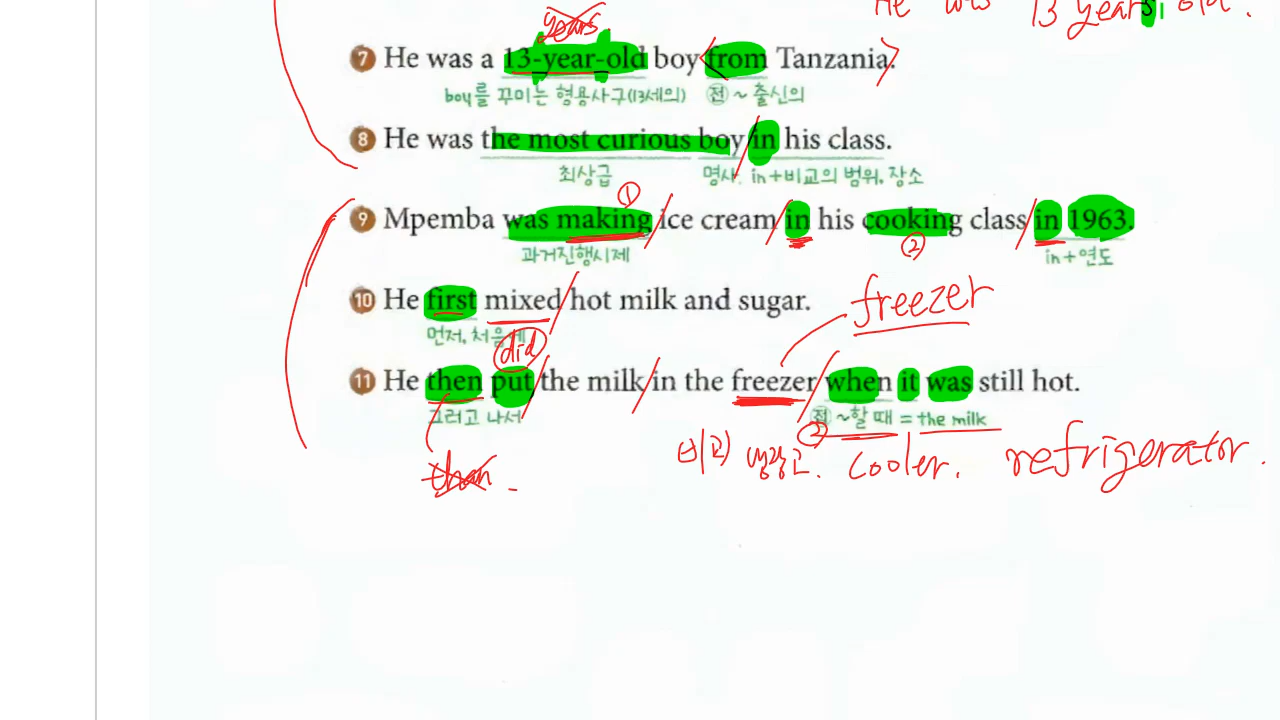 He was 13 years old.
years
⑦ He was a 13-year-old boy from Tanzania.
boy를 꾸미는 형용사구(13세의) 전 ~ 출신의
⑧ He was the most curious boy in his class.
최상급 명사 in+비교의 범위, 장소
①
⑨ Mpemba was making ice cream in his cooking class in 1963.
과거진행시제 ② in+연도
⑩ He first mixed hot milk and sugar. freezer
먼저, 처음에
did
⑪ He then put the milk in the freezer when it was still hot.
그러고 나서 접 ~할 때 = the milk
②
비교) 냉장고. cooler. refrigerator.
than.